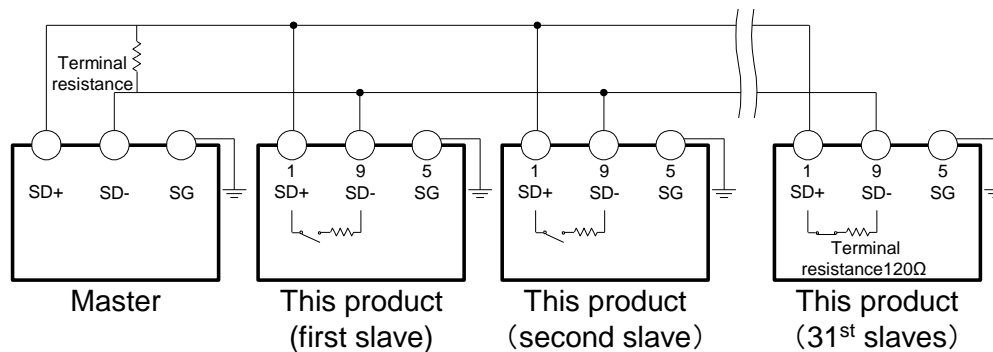 Terminal
resistance
1 9 5 1 9 5 1 9 5
SD+ SD- SG SD+ SD- SG SD+ SD- SG SD+ SD- SG
Terminal
resistance120Ω
Master This product This product This product
(first slave) （second slave） （31st slaves）